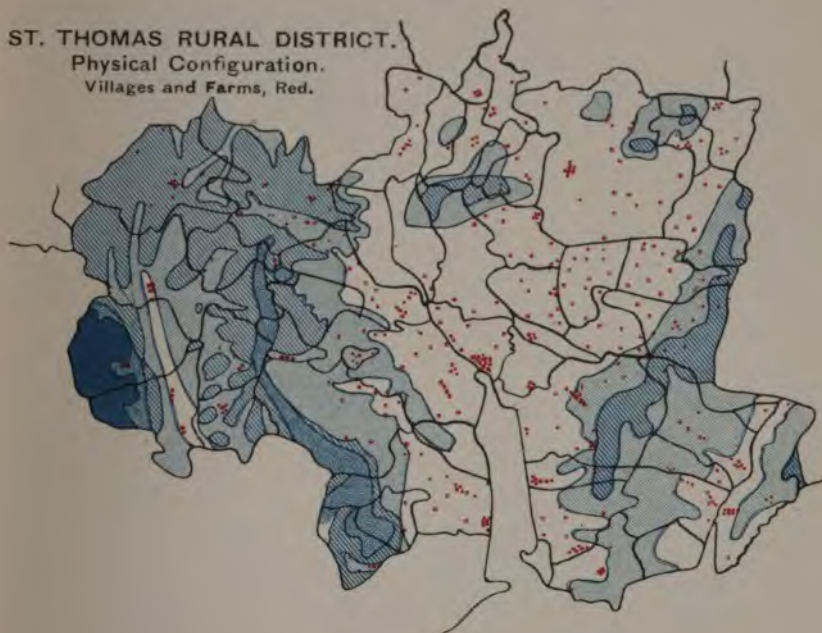 ST. THOMAS RURAL DISTRICT.
Physical Configuration.
Villages and Farms, Red.